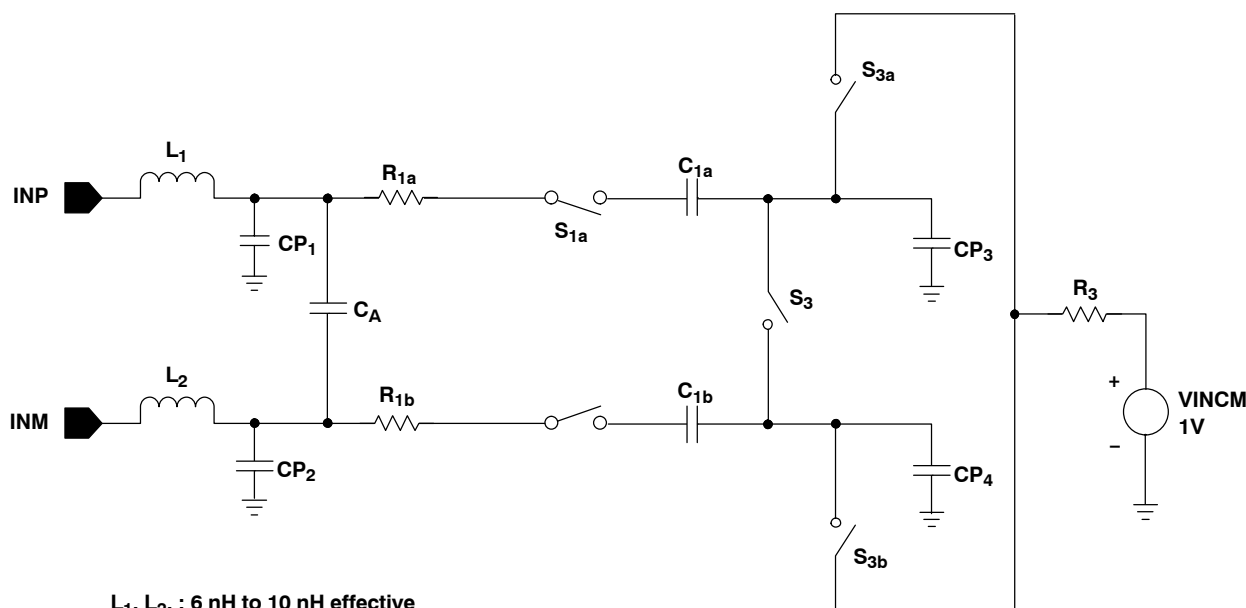 S3a
L1
R1a
C1a
INP
S1a
CP1
CP3
S3
R3
CA
L2
R1b
C1b
+
VINCM
INM
1V
–
CP2
CP4
S3b
L1, L2, : 6 nH to 10 nH effective